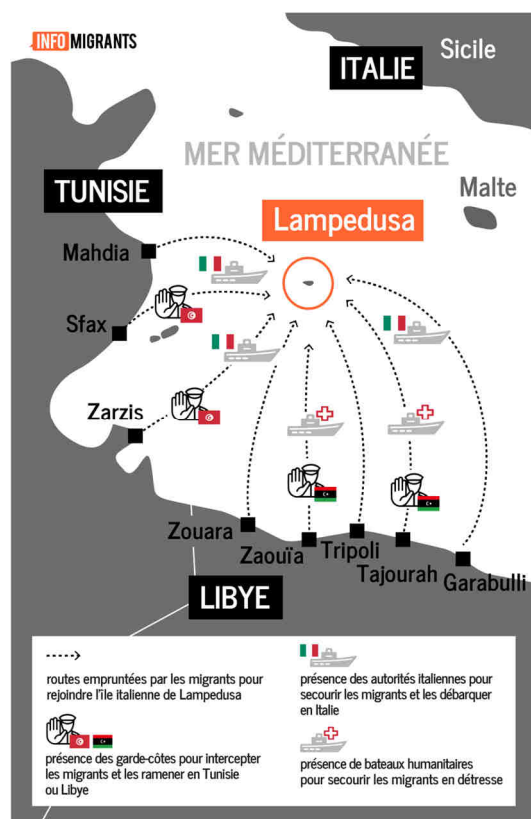 INFO MIGRANTS
ITALIE
Sicile
MER MÉDITERRANÉE
TUNISIE
Malte
Lampedusa
Mahdia
Sfax
Zarzis
Zouara
Zaouïa
Tripoli
Tajourah
Garabulli
LIBYE
routes empruntées par les migrants pour
rejoindre l'île italienne de Lampedusa
présence des garde-côtes pour intercepter
les migrants et les ramener en Tunisie
ou Libye
présence des autorités italiennes pour
secourir les migrants et les débarquer
en Italie
présence de bateaux humanitaires
pour secourir les migrants en détresse